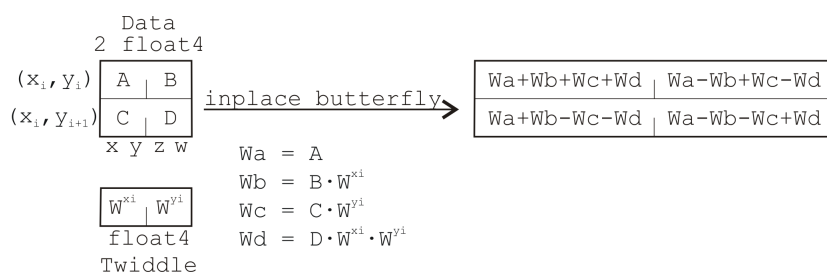 Data
2 float4
(xᵢ,yᵢ) A B
(xᵢ,yᵢ₊₁) C D
x y z w
inplace butterfly
Wa+Wb+Wc+Wd Wa-Wb+Wc-Wd
Wa+Wb-Wc-Wd Wa-Wb-Wc+Wd
Wa = A
Wb = B·Wˣⁱ
Wc = C·Wʸⁱ
Wd = D·Wˣⁱ·Wʸⁱ
Wˣⁱ Wʸⁱ
float4
Twiddle